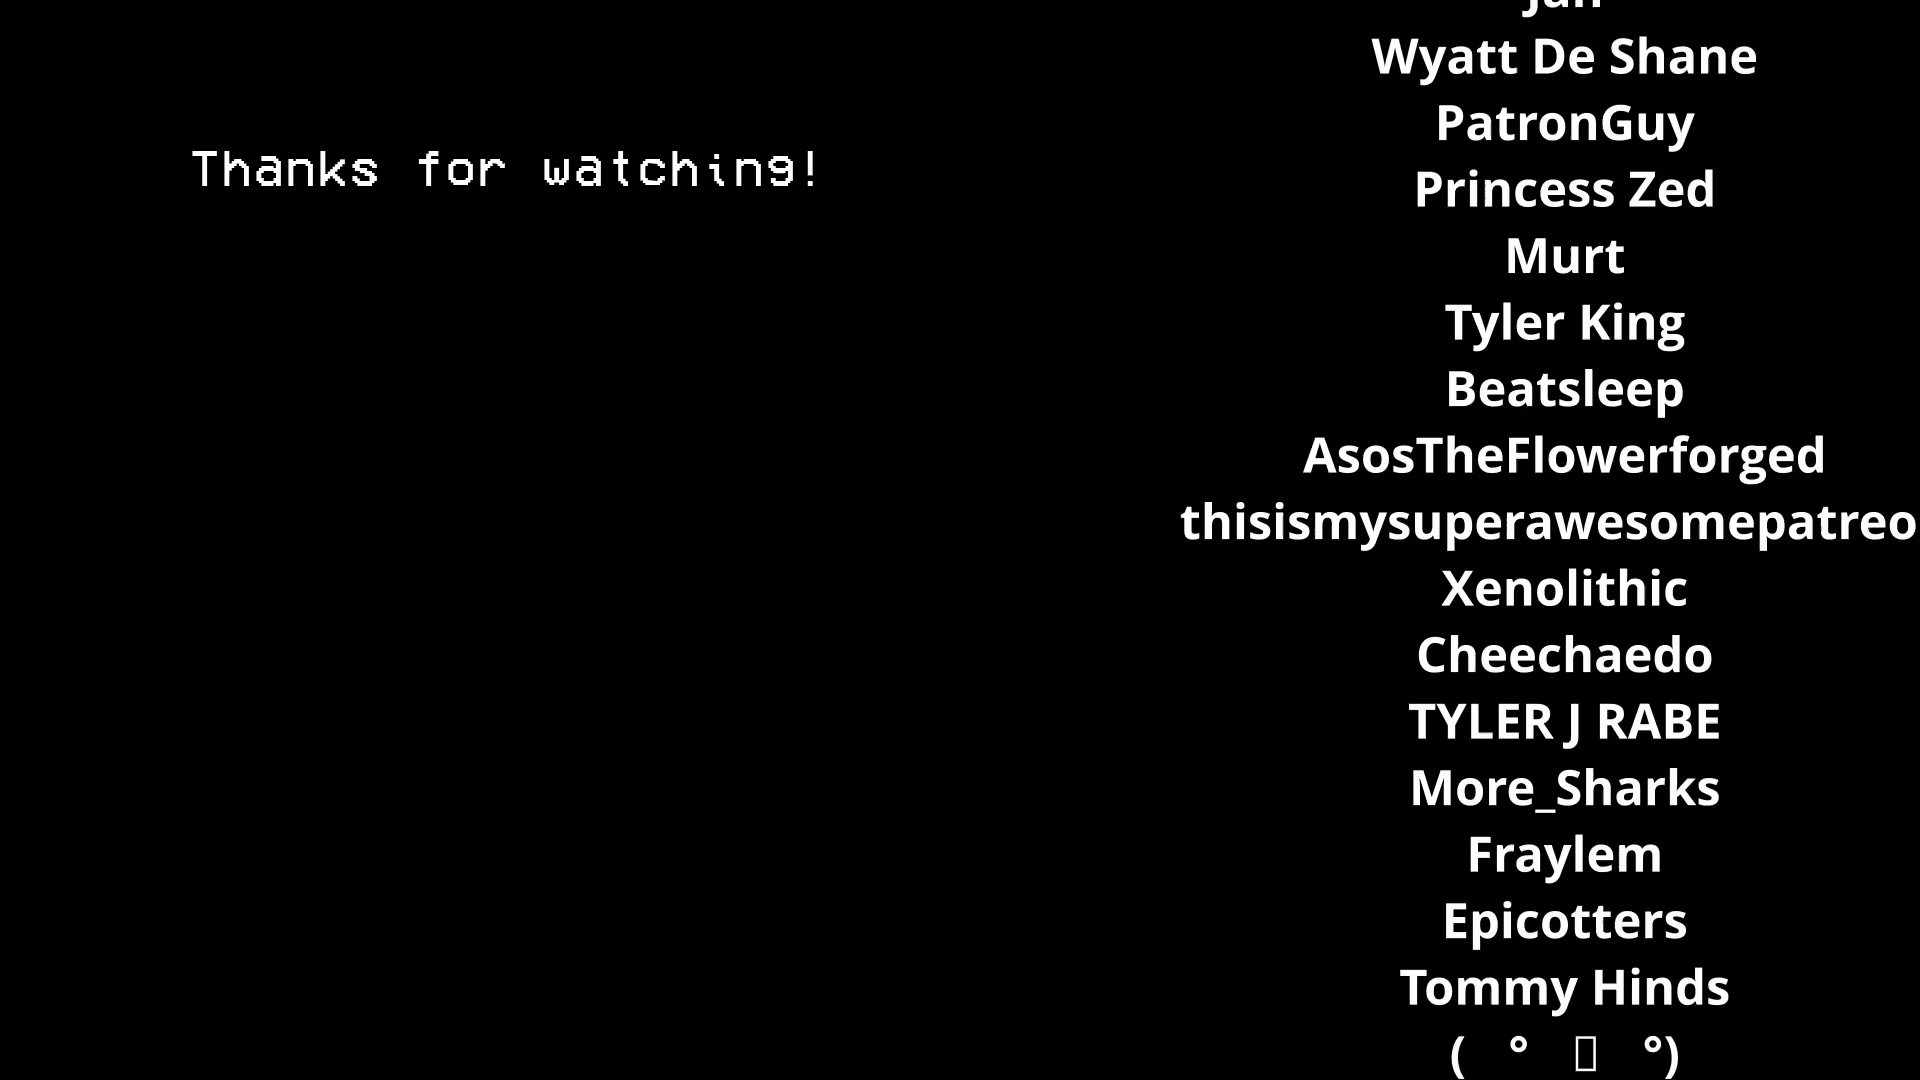 Thanks for watching!
Wyatt De Shane
PatronGuy
Princess Zed
Murt
Tyler King
Beatsleep
AsosTheFlowerforged
thisismysuperawesomepatreo
Xenolithic
Cheechaedo
TYLER J RABE
More_Sharks
Fraylem
Epicotters
Tommy Hinds
( ° ▯ °)